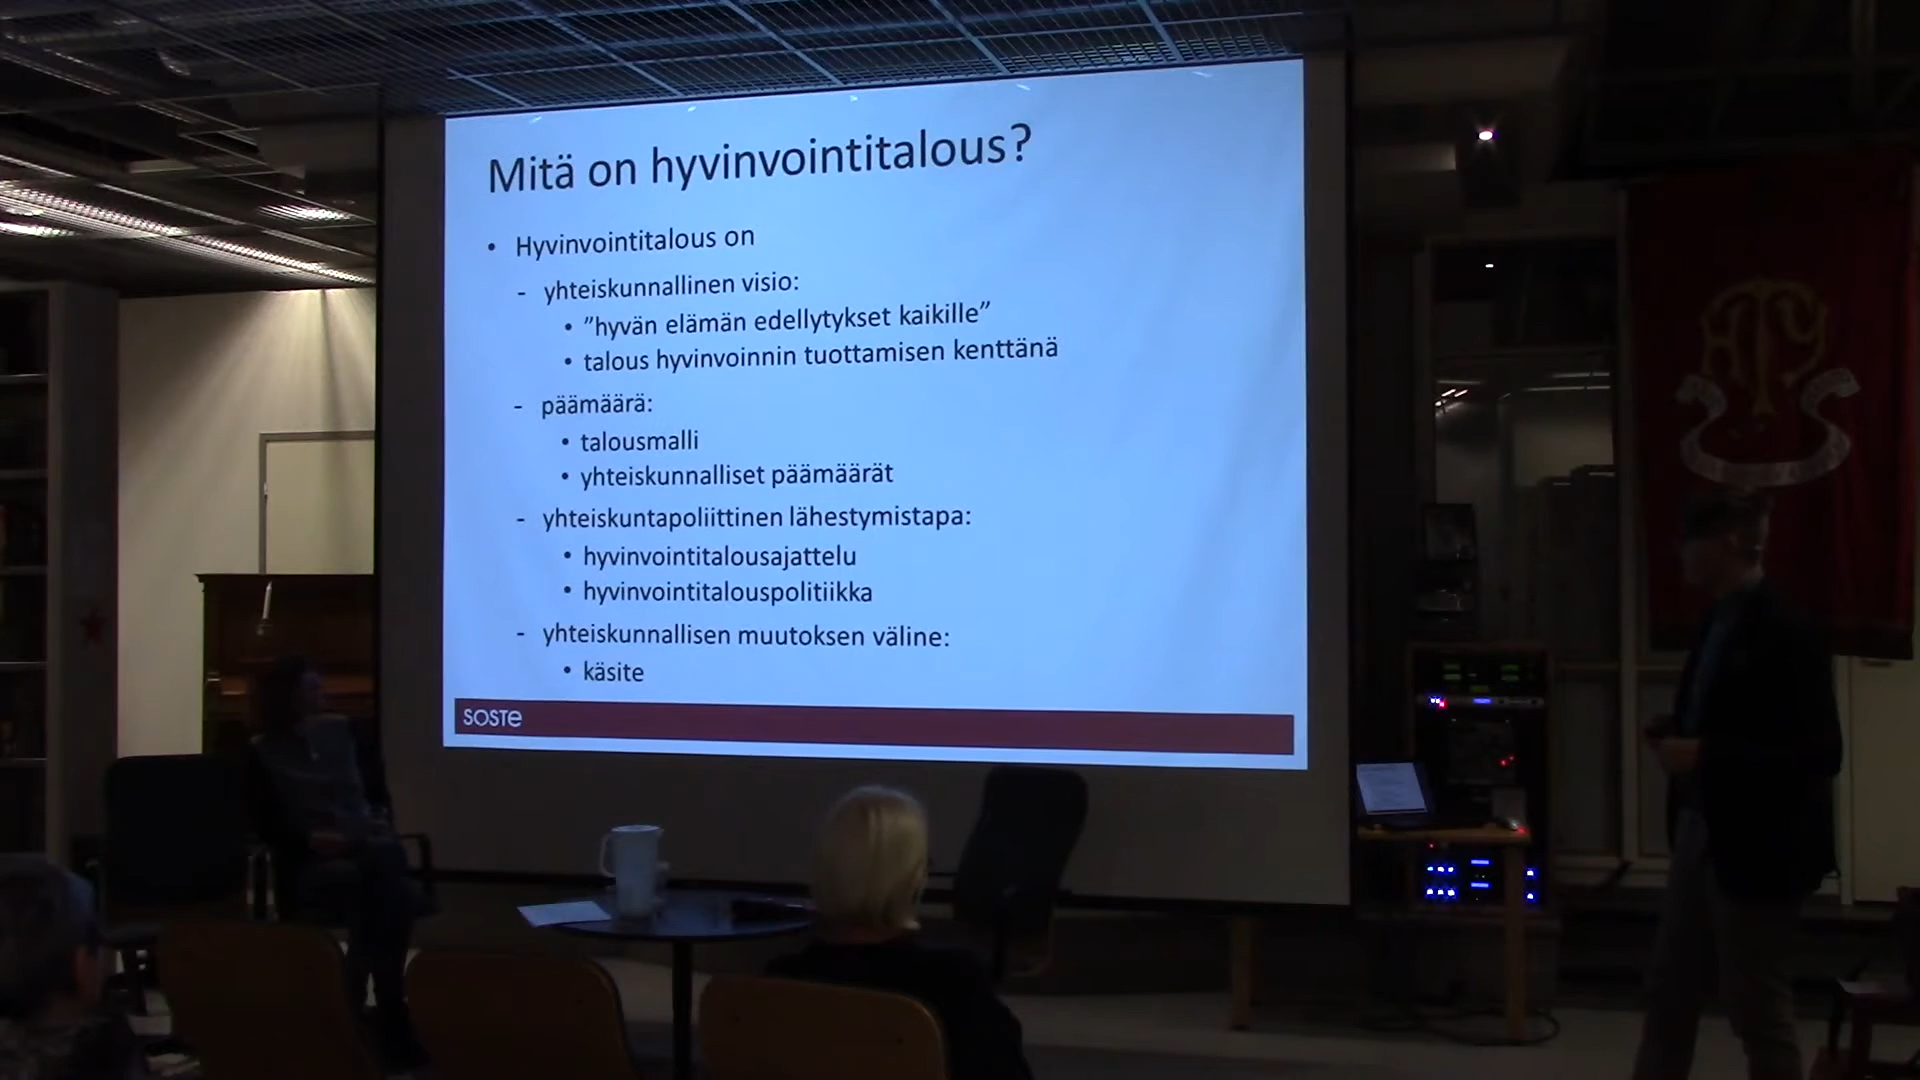 Mitä on hyvinvointitalous?
• Hyvinvointitalous on
- yhteiskunnallinen visio:
• ”hyvän elämän edellytykset kaikille”
• talous hyvinvoinnin tuottamisen kenttänä
- päämäärä:
• talousmalli
• yhteiskunnalliset päämäärät
- yhteiskuntapoliittinen lähestymistapa:
• hyvinvointitalousajattelu
• hyvinvointitalouspolitiikka
- yhteiskunnallisen muutoksen väline:
• käsite
SOSTE
HTY